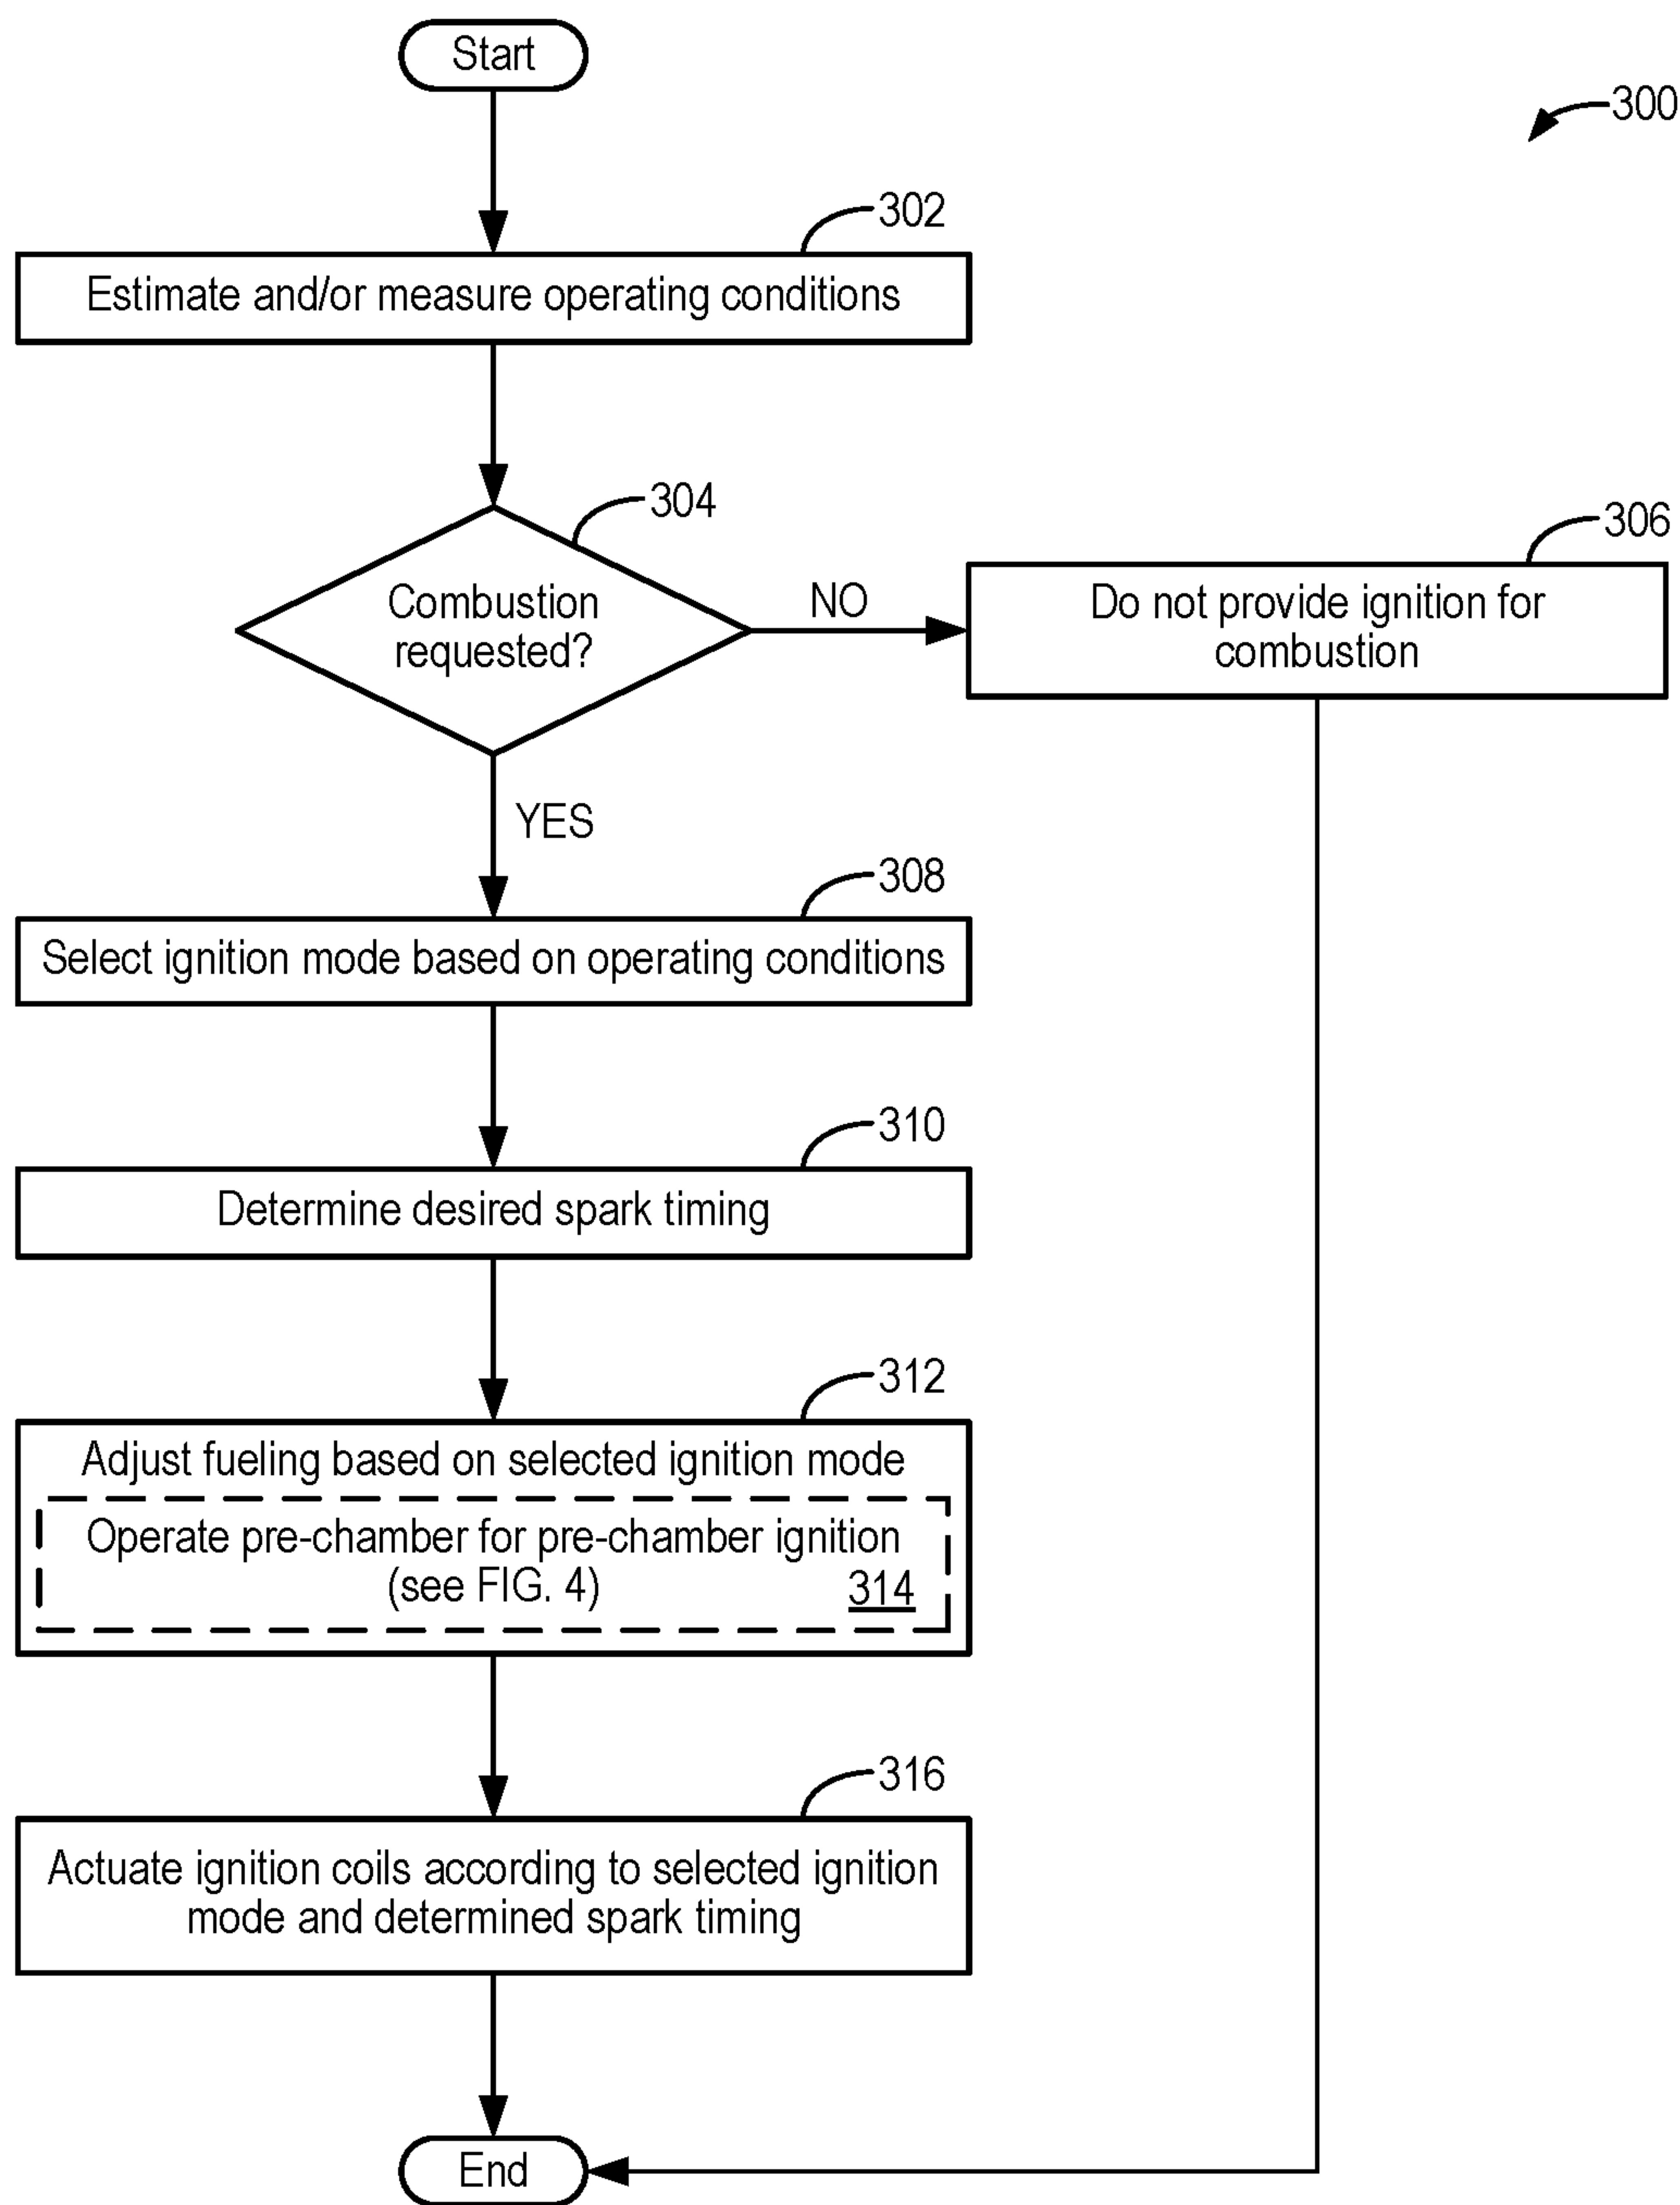 Start
300
302
Estimate and/or measure operating conditions
304
306
Combustion
requested?
NO
Do not provide ignition for
combustion
YES
308
Select ignition mode based on operating conditions
310
Determine desired spark timing
312
Adjust fueling based on selected ignition mode
Operate pre-chamber for pre-chamber ignition
(see FIG. 4) 314
316
Actuate ignition coils according to selected ignition
mode and determined spark timing
End